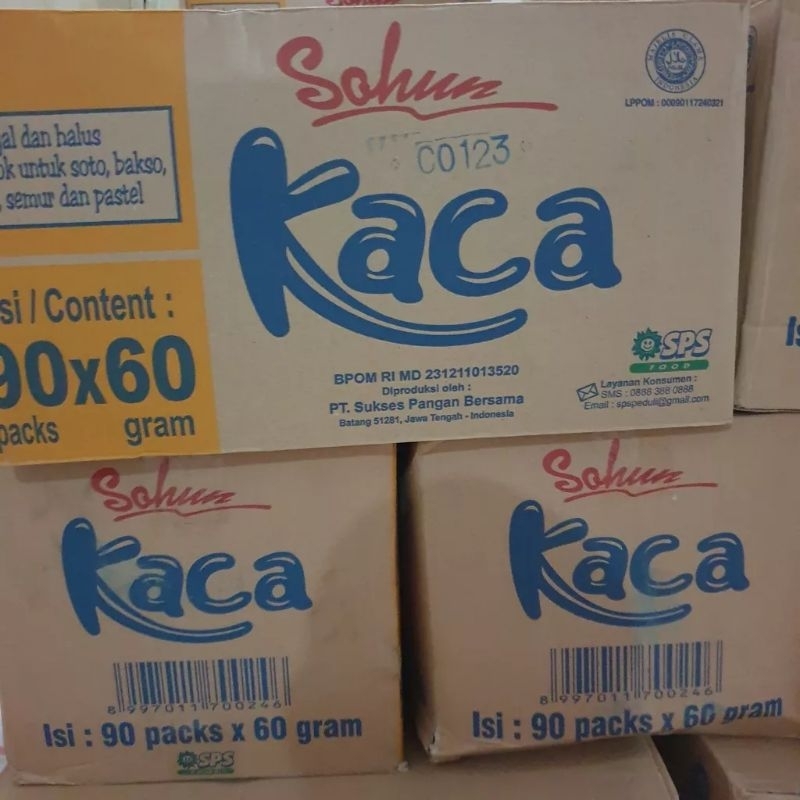 Sohun
MAJELIS ULAMA
INDONESIA
LPPOM : 00090117240321
dan halus
untuk soto, bakso,
semur dan pastel
C0123
Kaca
/ Content :
90x60
packs gram
SPS
FOOD
BPOM RI MD 231211013520
Diproduksi oleh :
PT. Sukses Pangan Bersama
Batang 51281, Jawa Tengah - Indonesia
Layanan Konsumen :
SMS : 0888 388 0888
Email : spspeduli@gmail.com
Sohun
Kaca
8 997011 700246
Isi : 90 packs x 60 gram
SPS
Sohun
Kaca
8 997011 700246
Isi : 90 packs x 60 gram